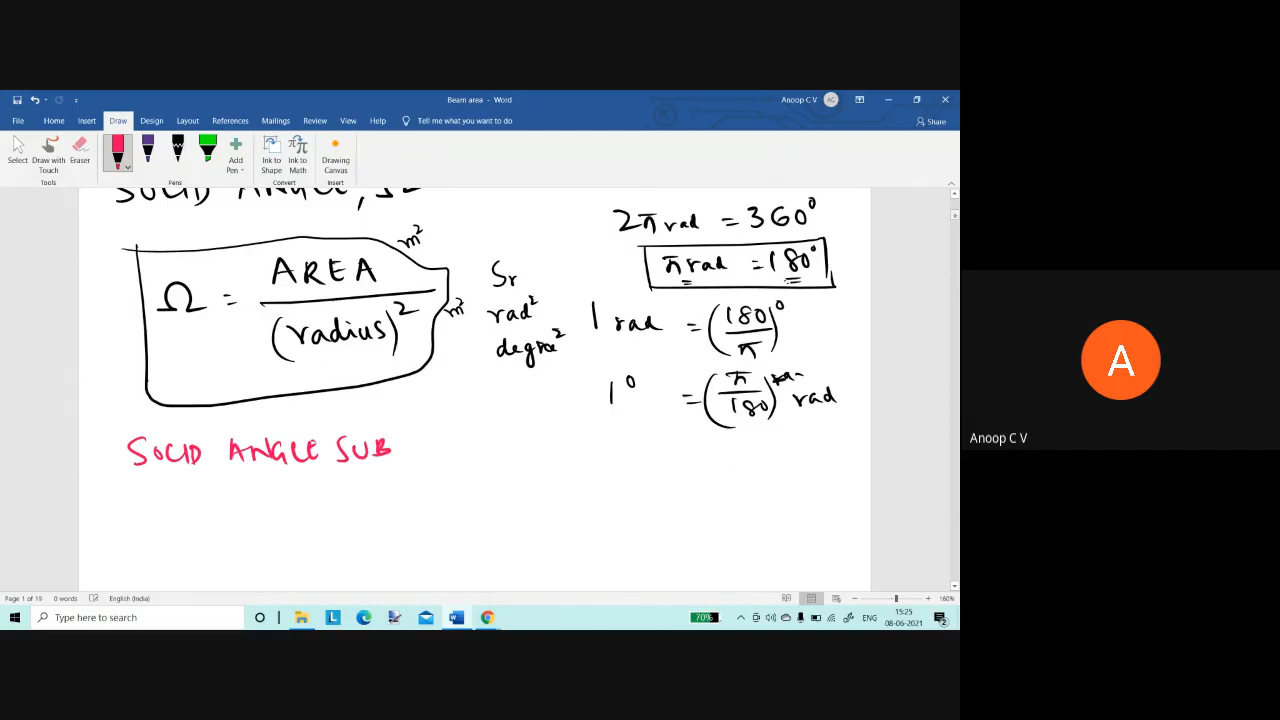 Beam area - Word
Anoop C V
AC
File Home Insert Draw Design Layout References Mailings Review View Help Tell me what you want to do
Share
Select
Draw with Touch
Eraser
Add Pen
Ink to Shape
Ink to Math
Drawing Canvas
Tools
Pens
Convert
Insert
SOLID ANGLE, Ω
Ω = AREA / (radius)²
m²
m²
Sr
rad²
degree²
2π rad = 360°
π rad = 180°
1 rad = (180/π)°
1° = (π/180) rad
SOLID ANGLE SUB
A
Anoop C V
Page 1 of 19 0 words English (India)
160%
Type here to search
L
70%
ENG
15:25
08-06-2021
2